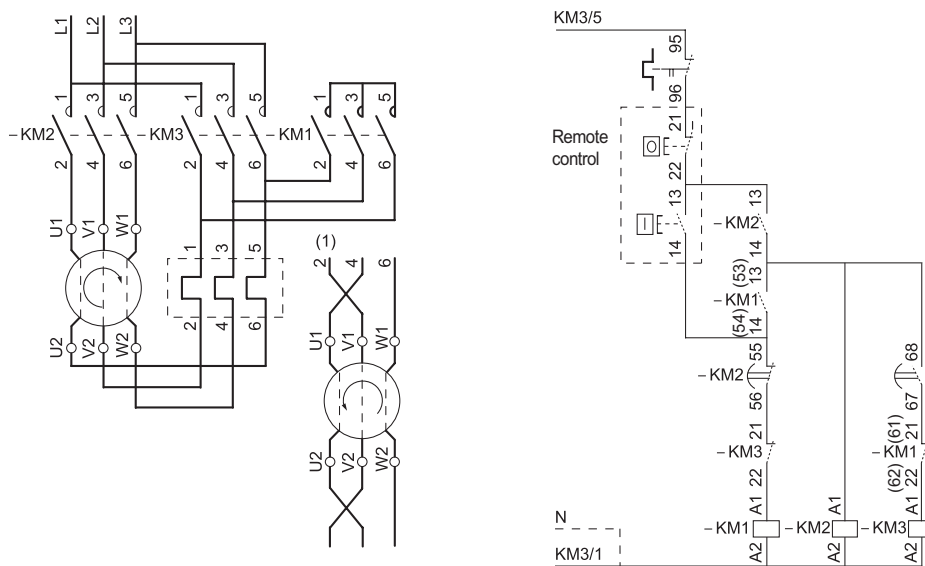 L1 L2 L3
1 3 5 1 3 5 1 3 5
– KM2 – KM3 – KM1
2 4 6 2 4 6 2 4 6
U1 V1 W1
1 3 5
2 4 6
U2 V2 W2
(1)
2 4 6
U1 V1 W1
U2 V2 W2
KM3/5
95
96
Remote
control
21
O
22
13 13
I – KM2
14 14
(53) 13
– KM1
(54) 14
55 68
– KM2
56 67
21 (61) 21
– KM3 – KM1
22 (62) 22
A1 A1 A1
N
– KM1 – KM2 – KM3
A2 A2 A2
KM3/1